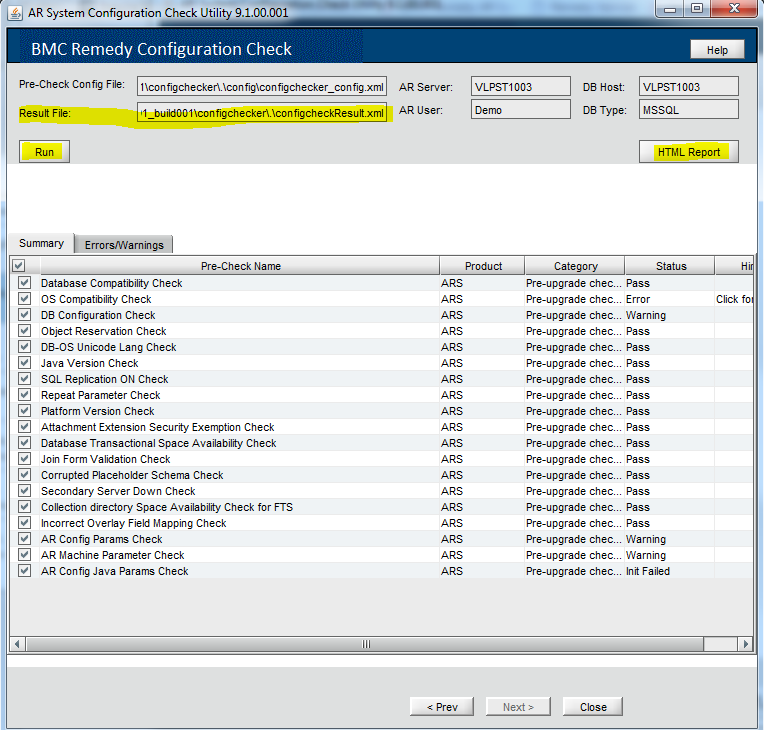 AR System Configuration Check Utility 9.1.00.001
BMC Remedy Configuration Check
Help
Pre-Check Config File: 1\configchecker\.\config\configchecker_config.xml AR Server: VLPST1003 DB Host: VLPST1003
Result File: 1_build001\configchecker\.\configcheckResult.xml AR User: Demo DB Type: MSSQL
Run HTML Report
Summary Errors/Warnings
Pre-Check Name Product Category Status Hin
Database Compatibility Check ARS Pre-upgrade chec... Pass
OS Compatibility Check ARS Pre-upgrade chec... Error Click for
DB Configuration Check ARS Pre-upgrade chec... Warning
Object Reservation Check ARS Pre-upgrade chec... Pass
DB-OS Unicode Lang Check ARS Pre-upgrade chec... Pass
Java Version Check ARS Pre-upgrade chec... Pass
SQL Replication ON Check ARS Pre-upgrade chec... Pass
Repeat Parameter Check ARS Pre-upgrade chec... Pass
Platform Version Check ARS Pre-upgrade chec... Pass
Attachment Extension Security Exemption Check ARS Pre-upgrade chec... Pass
Database Transactional Space Availability Check ARS Pre-upgrade chec... Pass
Join Form Validation Check ARS Pre-upgrade chec... Pass
Corrupted Placeholder Schema Check ARS Pre-upgrade chec... Pass
Secondary Server Down Check ARS Pre-upgrade chec... Pass
Collection directory Space Availability Check for FTS ARS Pre-upgrade chec... Pass
Incorrect Overlay Field Mapping Check ARS Pre-upgrade chec... Pass
AR Config Params Check ARS Pre-upgrade chec... Warning
AR Machine Parameter Check ARS Pre-upgrade chec... Warning
AR Config Java Params Check ARS Pre-upgrade chec... Init Failed
< Prev Next > Close